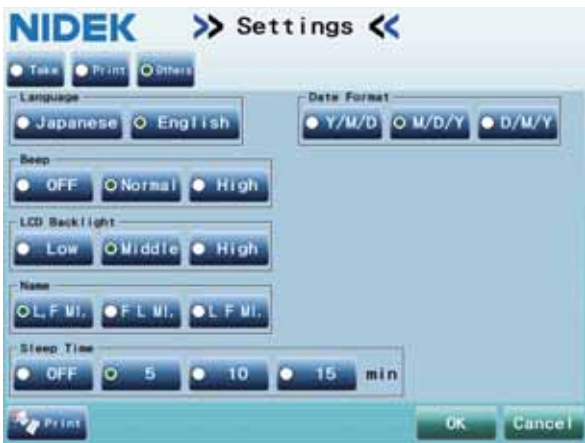 NIDEK >> Settings <<
Take Print Others
Language Date Format
Japanese English Y/M/D M/D/Y D/M/Y
Beep
OFF Normal High
LCD Backlight
Low Middle High
Name
L, F MI. F L MI. L F MI.
Sleep Time
OFF 5 10 15 min
Print OK Cancel